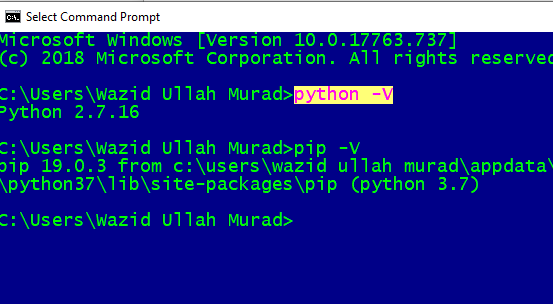 Select Command Prompt
Microsoft Windows [Version 10.0.17763.737]
(c) 2018 Microsoft Corporation. All rights reserved
C:\Users\Wazid Ullah Murad>python -V
Python 2.7.16
C:\Users\Wazid Ullah Murad>pip -V
pip 19.0.3 from c:\users\wazid ullah murad\appdata\
\python37\lib\site-packages\pip (python 3.7)
C:\Users\Wazid Ullah Murad>